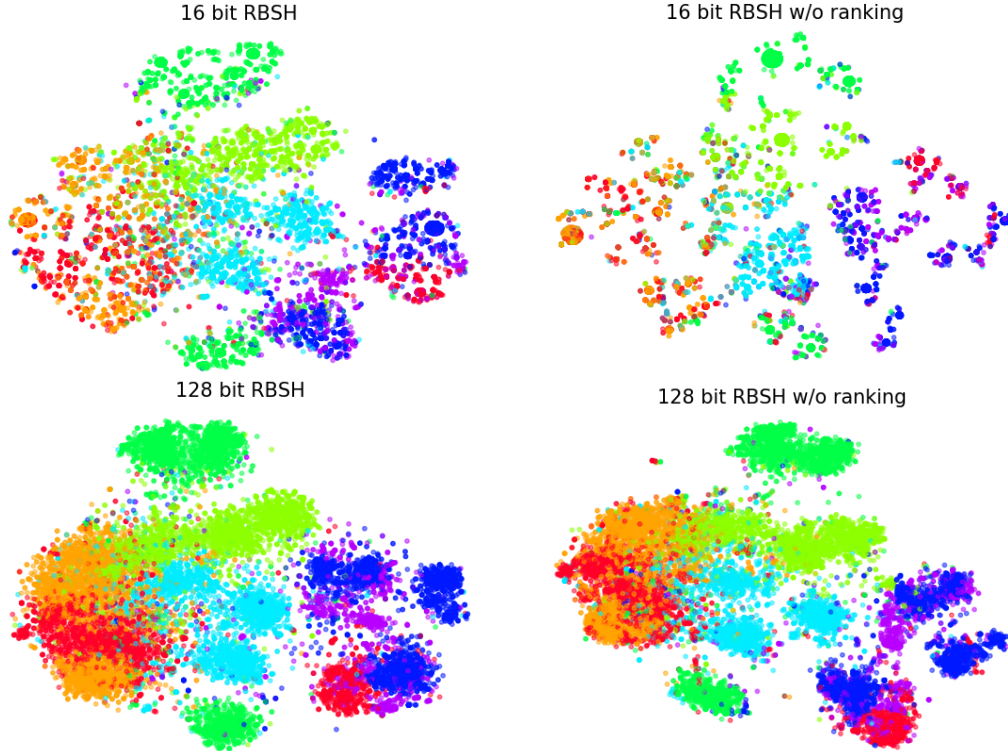 16 bit RBSH
16 bit RBSH w/o ranking
128 bit RBSH
128 bit RBSH w/o ranking